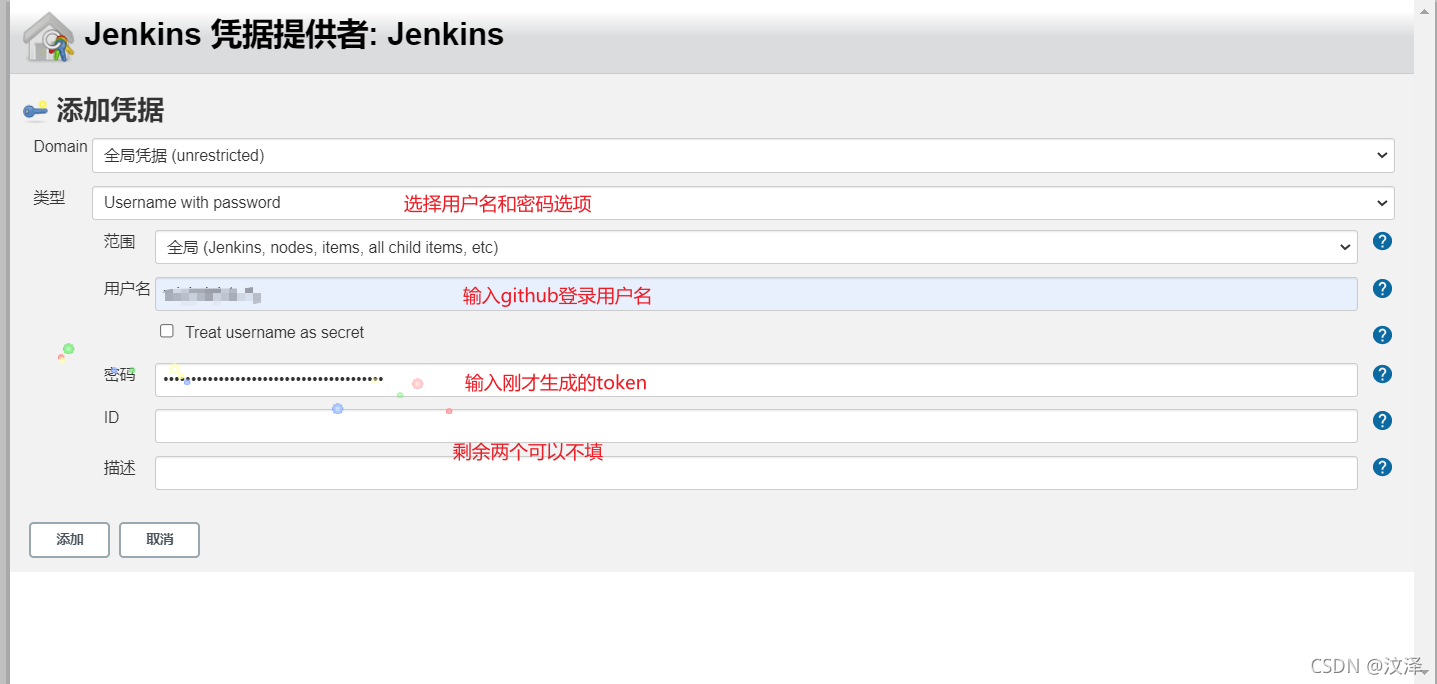 Jenkins 凭据提供者: Jenkins
添加凭据
Domain
全局凭据 (unrestricted)
类型
Username with password
选择用户名和密码选项
范围
全局 (Jenkins, nodes, items, all child items, etc)
用户名
输入github登录用户名
Treat username as secret
密码
输入刚才生成的token
ID
剩余两个可以不填
描述
添加
取消
CSDN @汶泽